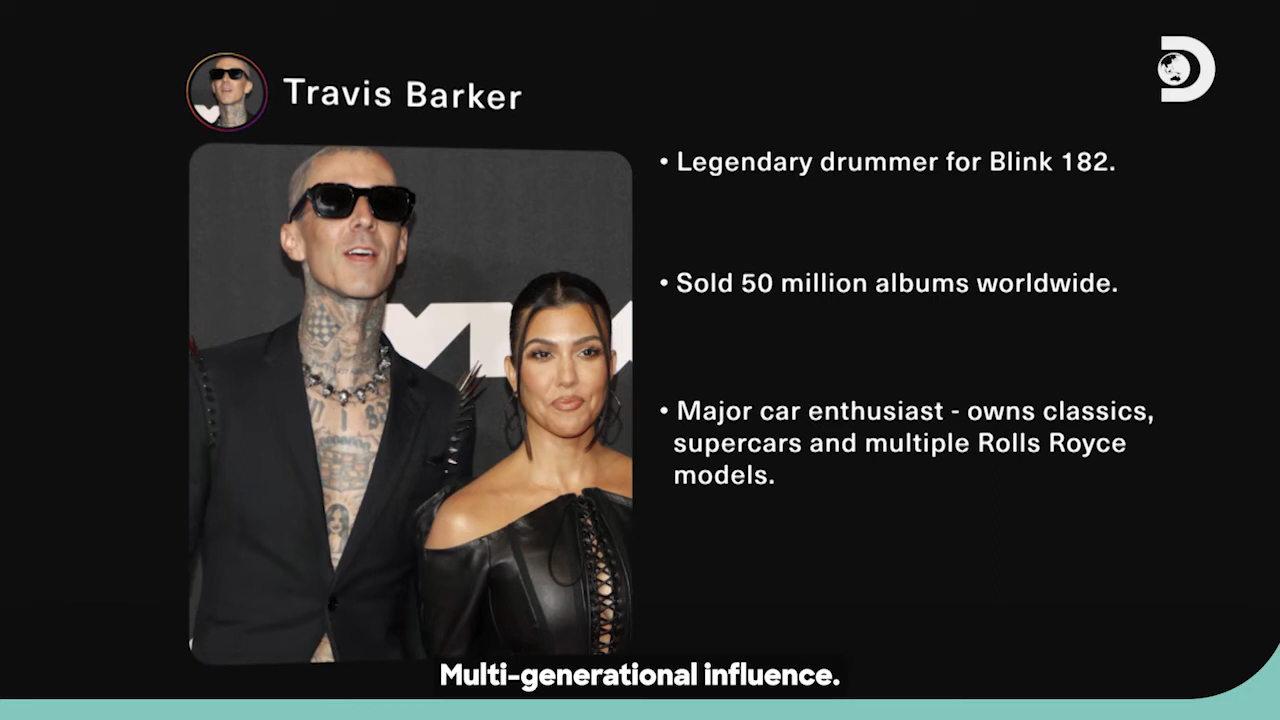 Travis Barker
• Legendary drummer for Blink 182.
• Sold 50 million albums worldwide.
• Major car enthusiast - owns classics,
supercars and multiple Rolls Royce
models.
Multi-generational influence.